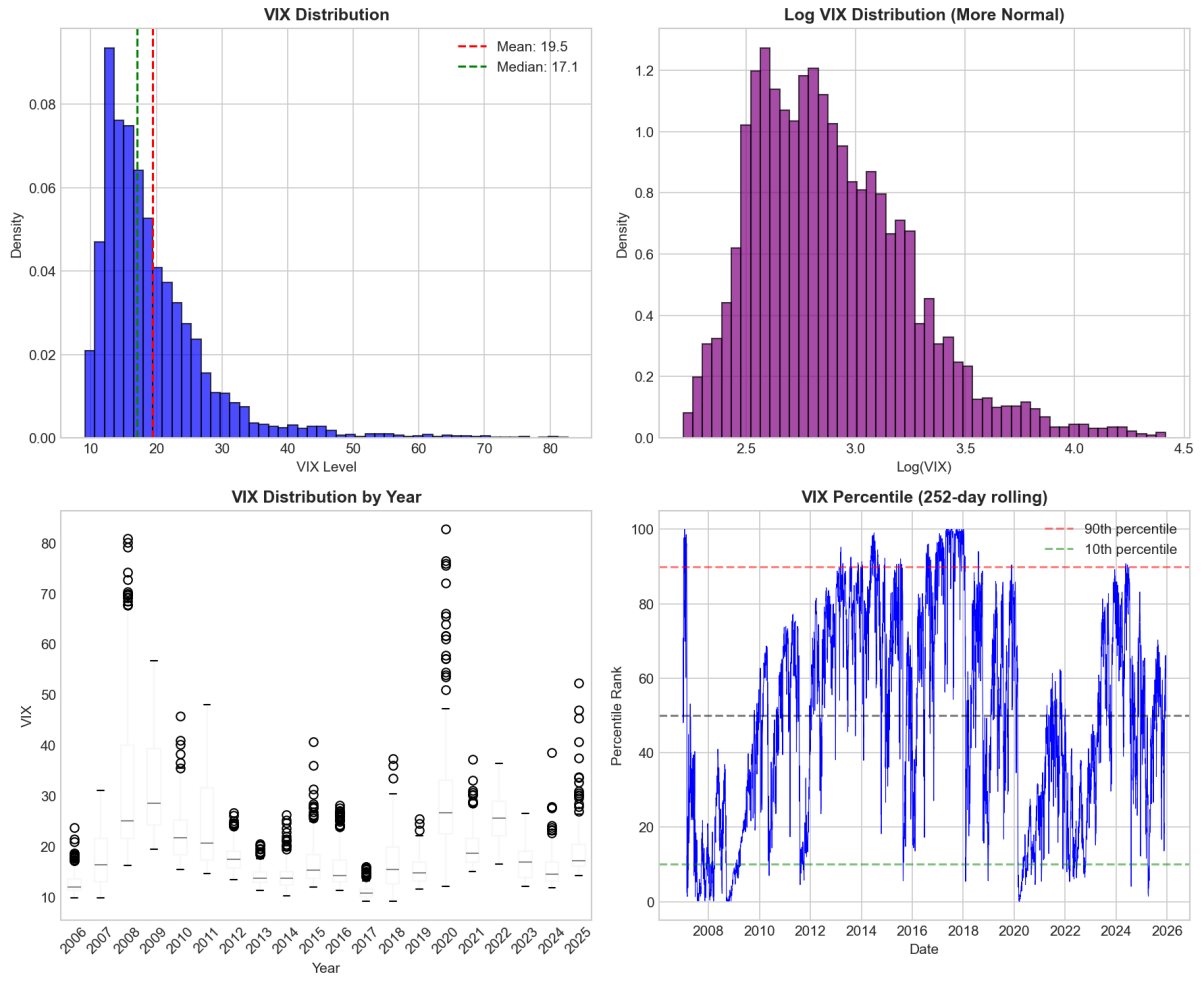 VIX Distribution
Mean: 19.5
Median: 17.1
Density
0.08
0.06
0.04
0.02
0.00
10 20 30 40 50 60 70 80
VIX Level
Log VIX Distribution (More Normal)
Density
1.2
1.0
0.8
0.6
0.4
0.2
0.0
2.5 3.0 3.5 4.0 4.5
Log(VIX)
VIX Distribution by Year
VIX
80
70
60
50
40
30
20
10
2006 2007 2008 2009 2010 2011 2012 2013 2014 2015 2016 2017 2018 2019 2020 2021 2022 2023 2024 2025
Year
VIX Percentile (252-day rolling)
90th percentile
10th percentile
Percentile Rank
100
80
60
40
20
0
2008 2010 2012 2014 2016 2018 2020 2022 2024 2026
Date